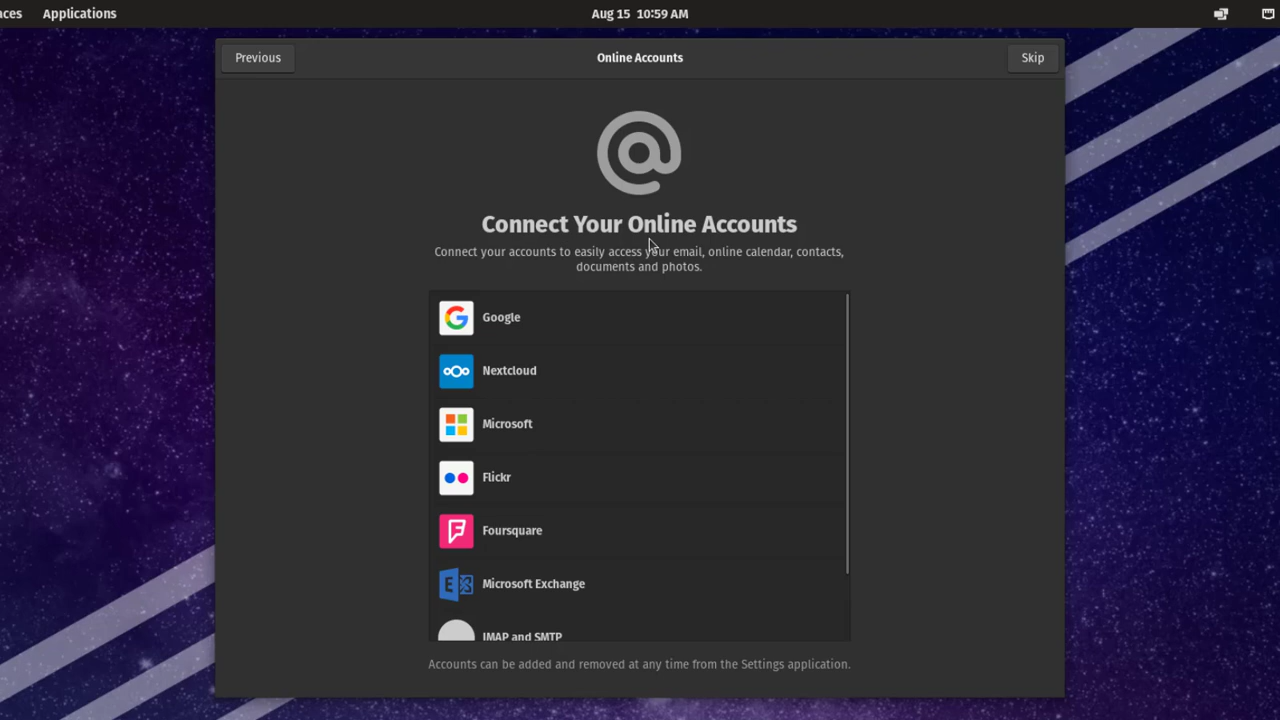 aces Applications Aug 15 10:59 AM
Previous Online Accounts Skip
Connect Your Online Accounts
Connect your accounts to easily access your email, online calendar, contacts,
documents and photos.
Google
Nextcloud
Microsoft
Flickr
Foursquare
Microsoft Exchange
IMAP and SMTP
Accounts can be added and removed at any time from the Settings application.